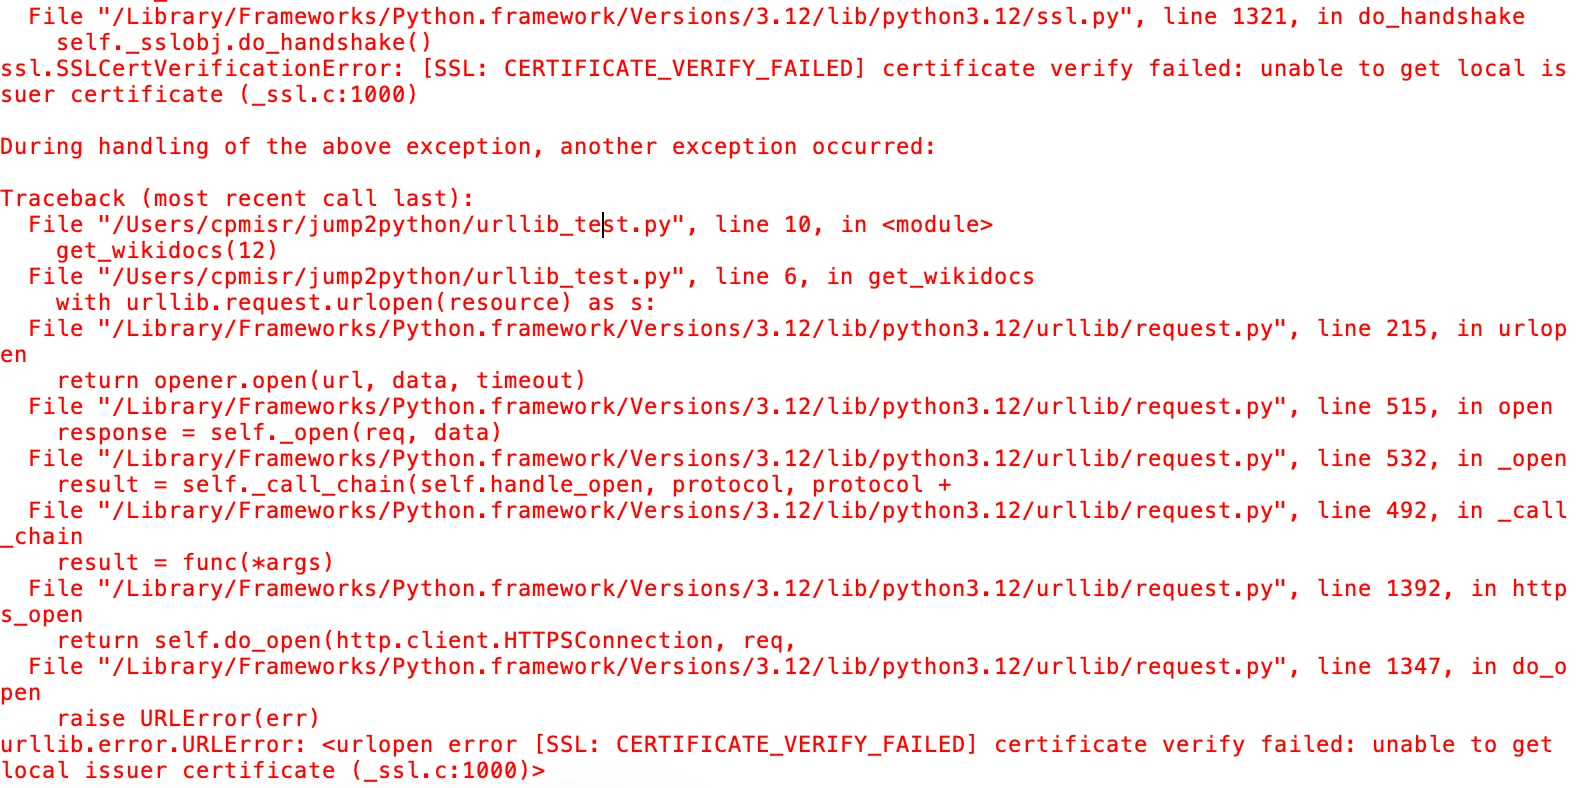 File "/Library/Frameworks/Python.framework/Versions/3.12/lib/python3.12/ssl.py", line 1321, in do_handshake
    self._sslobj.do_handshake()
ssl.SSLCertVerificationError: [SSL: CERTIFICATE_VERIFY_FAILED] certificate verify failed: unable to get local is
suer certificate (_ssl.c:1000)

During handling of the above exception, another exception occurred:

Traceback (most recent call last):
  File "/Users/cpmisr/jump2python/urllib_test.py", line 10, in <module>
    get_wikidocs(12)
  File "/Users/cpmisr/jump2python/urllib_test.py", line 6, in get_wikidocs
    with urllib.request.urlopen(resource) as s:
  File "/Library/Frameworks/Python.framework/Versions/3.12/lib/python3.12/urllib/request.py", line 215, in urlop
en
    return opener.open(url, data, timeout)
  File "/Library/Frameworks/Python.framework/Versions/3.12/lib/python3.12/urllib/request.py", line 515, in open
    response = self._open(req, data)
  File "/Library/Frameworks/Python.framework/Versions/3.12/lib/python3.12/urllib/request.py", line 532, in _open
    result = self._call_chain(self.handle_open, protocol, protocol +
  File "/Library/Frameworks/Python.framework/Versions/3.12/lib/python3.12/urllib/request.py", line 492, in _call
_chain
    result = func(*args)
  File "/Library/Frameworks/Python.framework/Versions/3.12/lib/python3.12/urllib/request.py", line 1392, in http
s_open
    return self.do_open(http.client.HTTPSConnection, req,
  File "/Library/Frameworks/Python.framework/Versions/3.12/lib/python3.12/urllib/request.py", line 1347, in do_o
pen
    raise URLError(err)
urllib.error.URLError: <urlopen error [SSL: CERTIFICATE_VERIFY_FAILED] certificate verify failed: unable to get
local issuer certificate (_ssl.c:1000)>